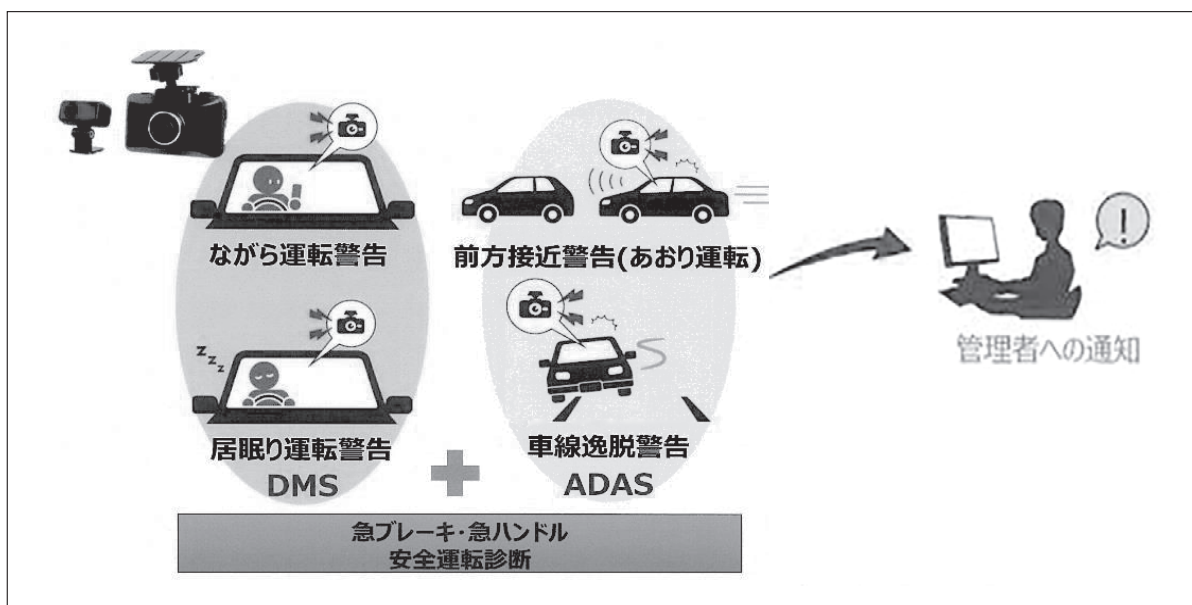 ながら運転警告
前方接近警告(あおり運転)
!
管理者への通知
zzz
居眠り運転警告
車線逸脱警告
DMS
+
ADAS
急ブレーキ・急ハンドル
安全運転診断